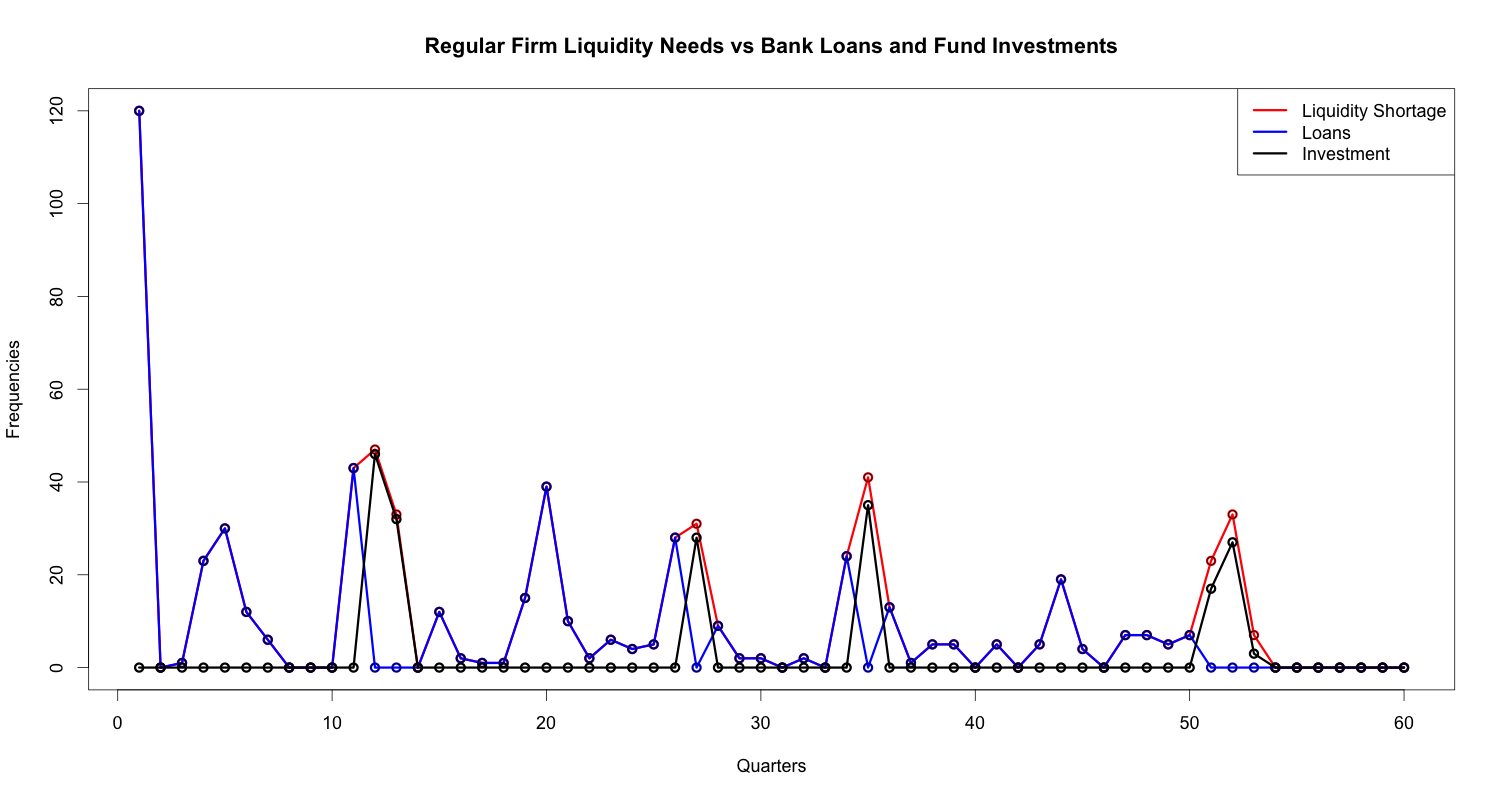 Regular Firm Liquidity Needs vs Bank Loans and Fund Investments
Liquidity Shortage
Loans
Investment
120
100
80
60
40
20
0
Frequencies
0 10 20 30 40 50 60
Quarters